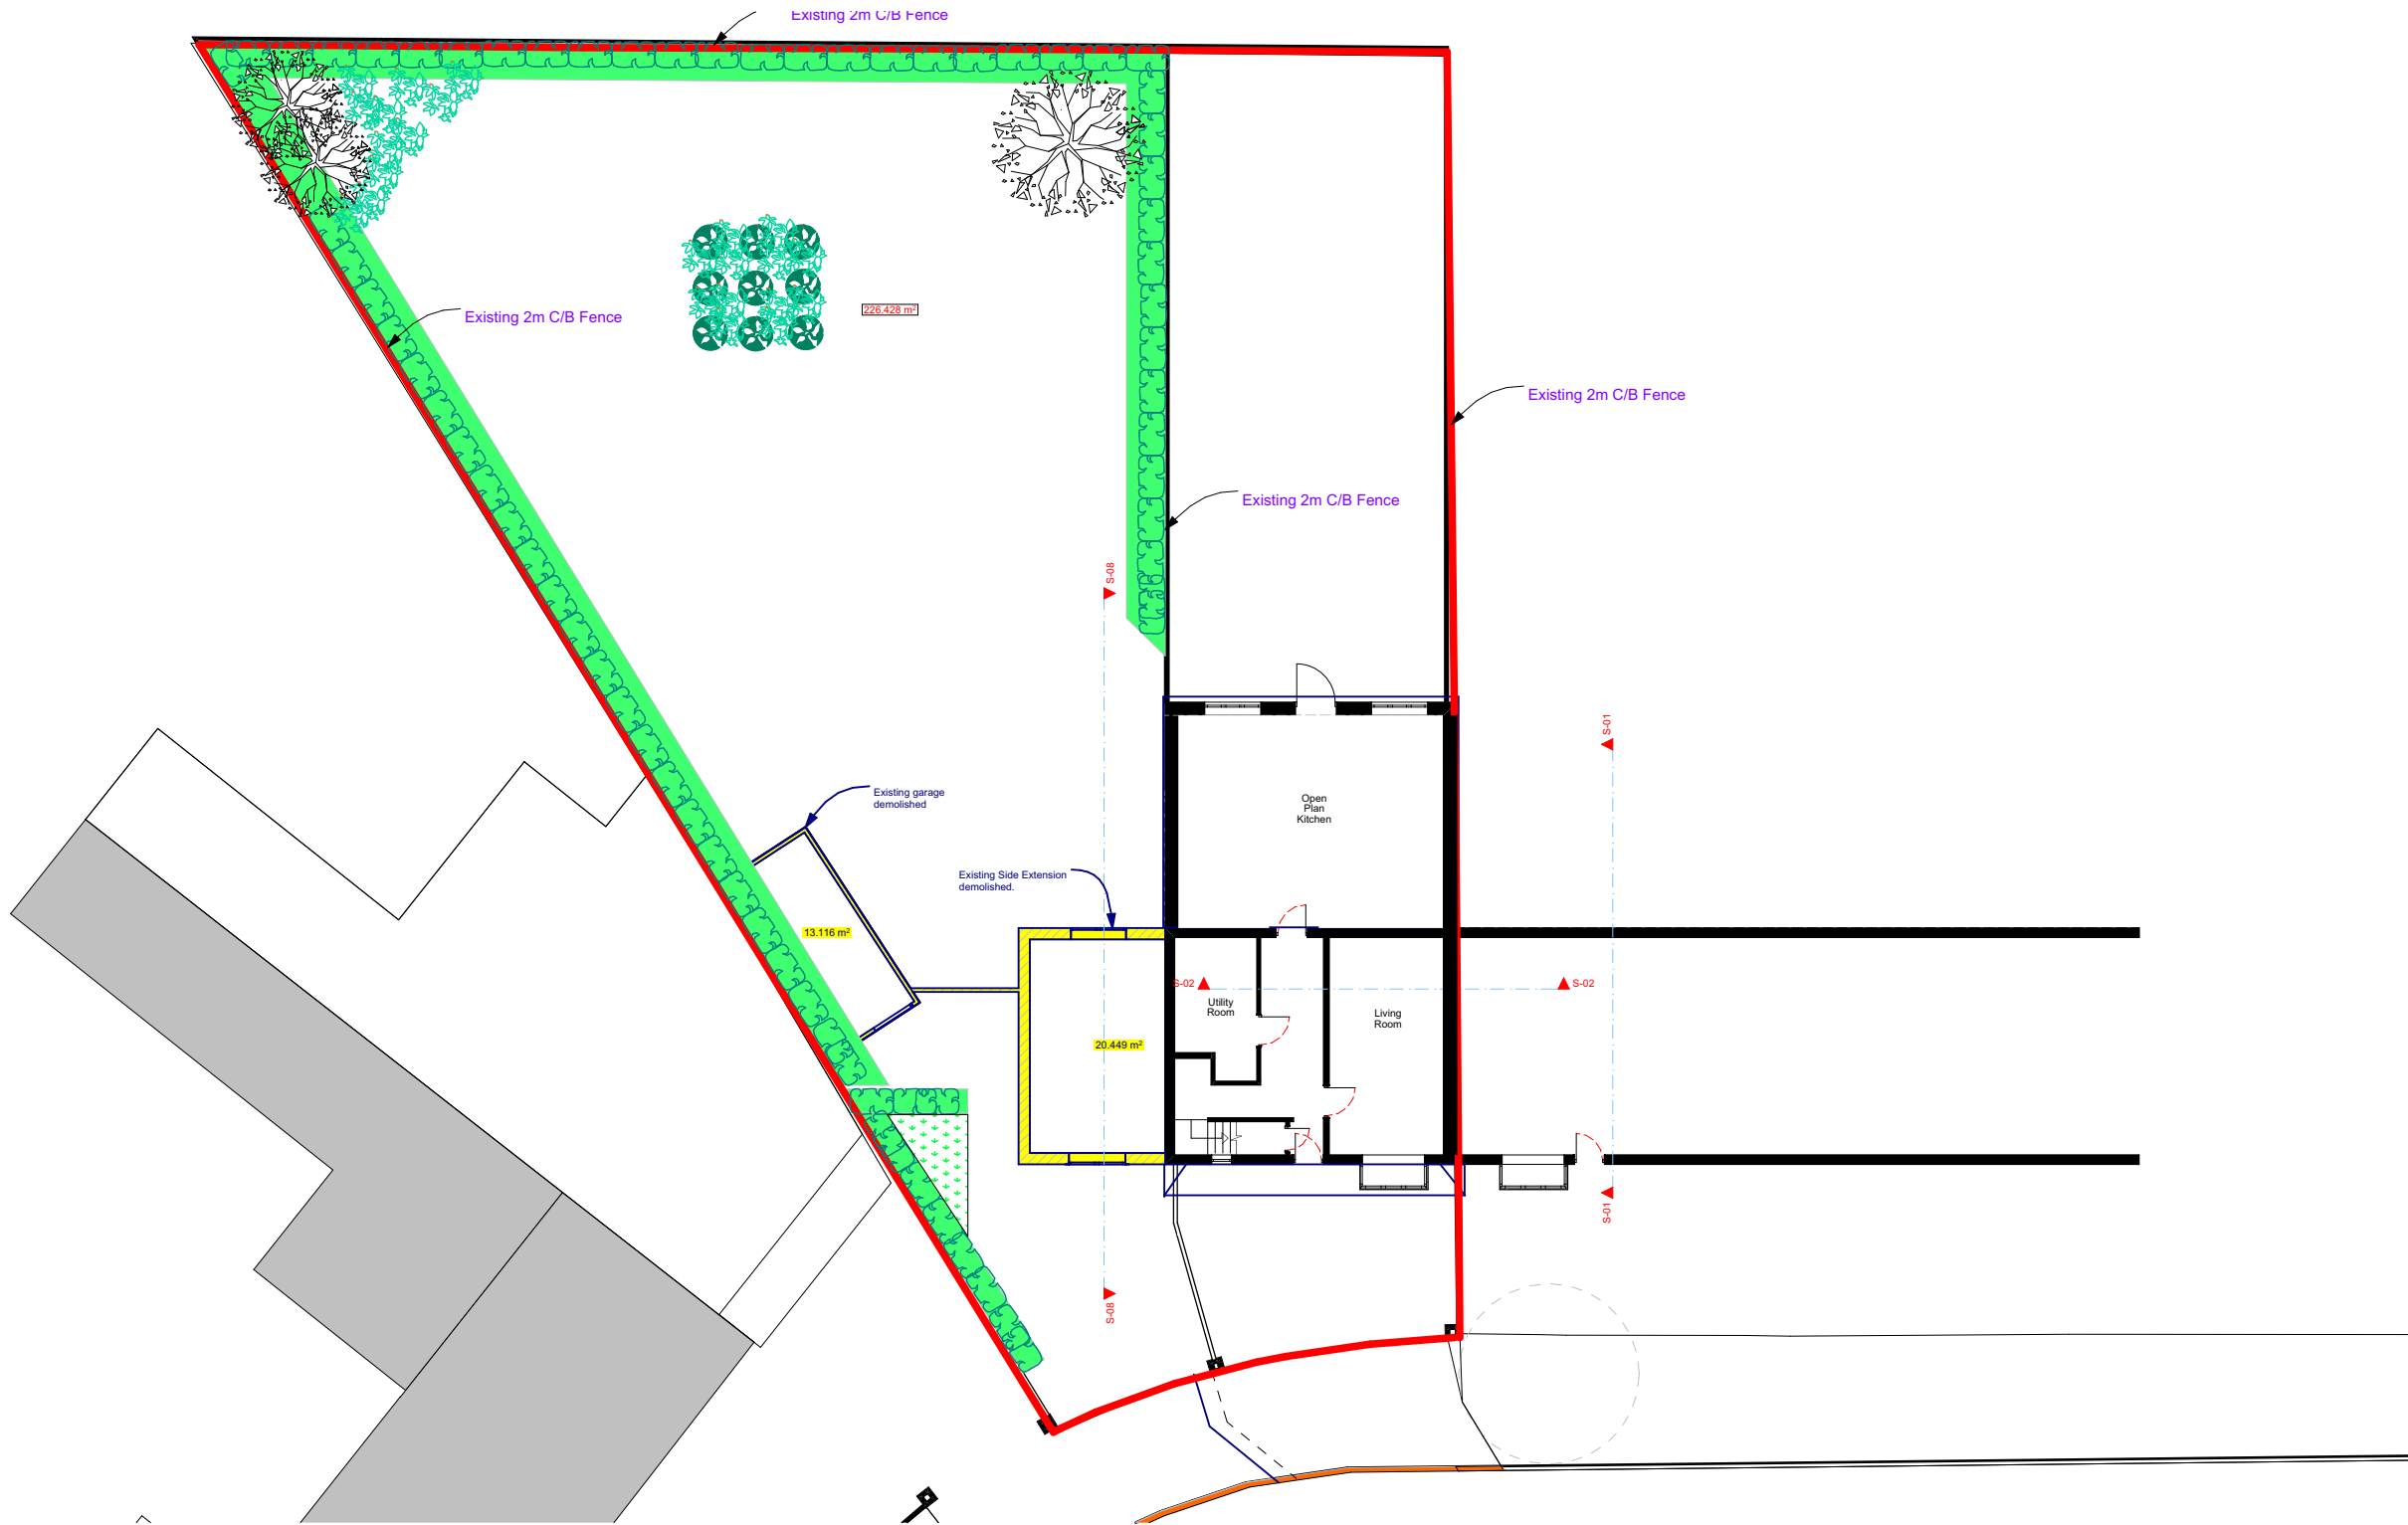 Existing 2m C/B Fence
226.428 m²
Existing 2m C/B Fence
Existing 2m C/B Fence
Existing 2m C/B Fence
S-08
S-01
Existing garage
demolished
Open
Plan
Kitchen
Existing Side Extension
demolished.
13.116 m²
S-02
S-02
Utility
Room
Living
Room
20.449 m²
S-01
S-08